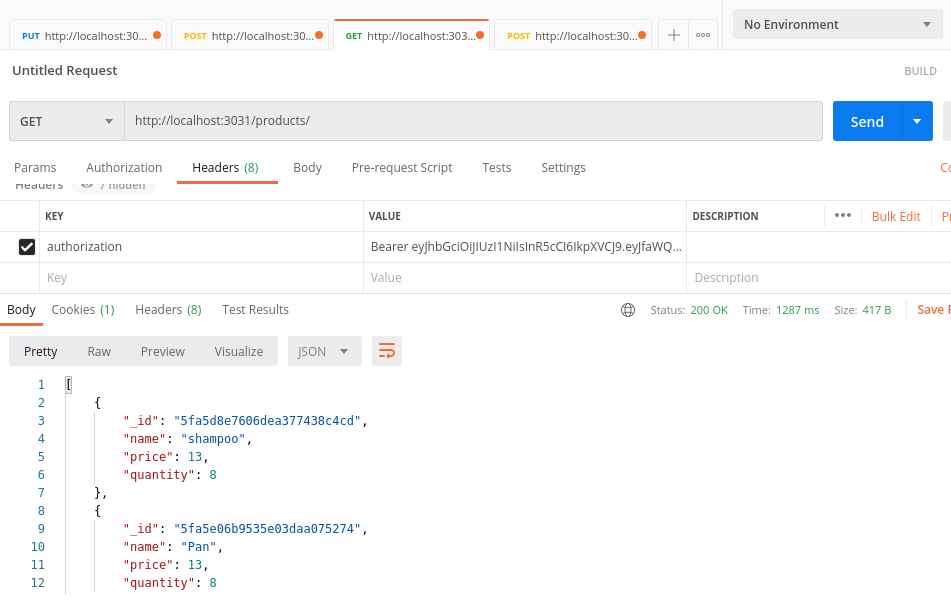 PUT http://localhost:30... POST http://localhost:30... GET http://localhost:303... POST http://localhost:30... No Environment
Untitled Request BUILD
GET http://localhost:3031/products/ Send
Params Authorization Headers (8) Body Pre-request Script Tests Settings Co
Headers 7 hidden
KEY VALUE DESCRIPTION ••• Bulk Edit Pr
authorization Bearer eyJhbGciOiJIUzI1NiIsInR5cCI6IkpXVCJ9.eyJfaWQ...
Key Value Description
Body Cookies (1) Headers (8) Test Results Status: 200 OK Time: 1287 ms Size: 417 B Save R
Pretty Raw Preview Visualize JSON
1 [
2 {
3 "_id": "5fa5d8e7606dea377438c4cd",
4 "name": "shampoo",
5 "price": 13,
6 "quantity": 8
7 },
8 {
9 "_id": "5fa5e06b9535e03daa075274",
10 "name": "Pan",
11 "price": 13,
12 "quantity": 8